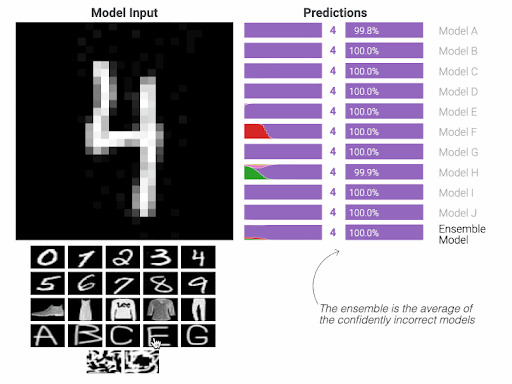 Model Input
Predictions
4
4 99.8% Model A
4 100.0% Model B
4 100.0% Model C
4 100.0% Model D
4 100.0% Model E
4 100.0% Model F
4 100.0% Model G
4 99.9% Model H
4 100.0% Model I
4 100.0% Model J
4 100.0% Ensemble
Model
0 1 2 3 4
5 6 7 8 9
Lee
A B C E G
The ensemble is the average of
the confidently incorrect models